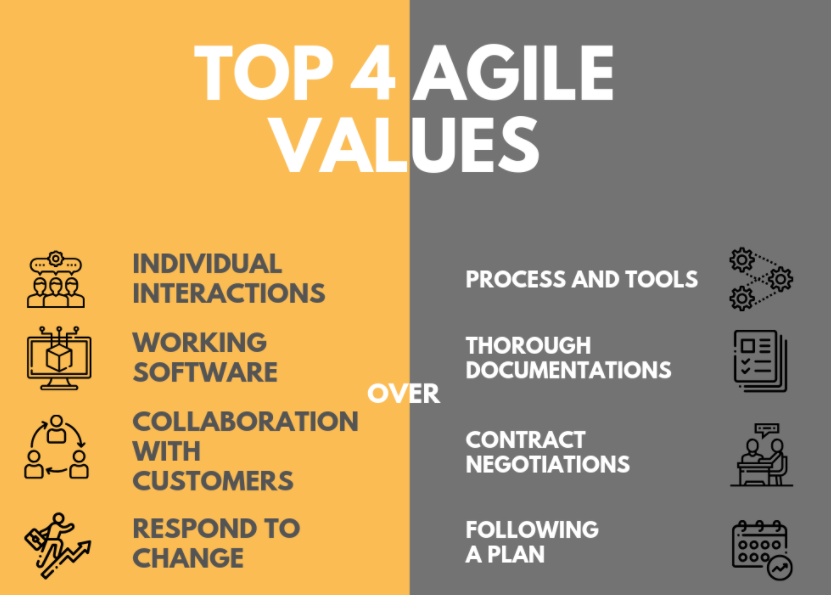 TOP 4 AGILE
VALUES
INDIVIDUAL
INTERACTIONS
WORKING
SOFTWARE
COLLABORATION
WITH
CUSTOMERS
RESPOND TO
CHANGE
OVER
PROCESS AND TOOLS
THOROUGH
DOCUMENTATIONS
CONTRACT
NEGOTIATIONS
FOLLOWING
A PLAN